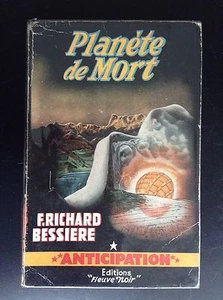 Planète
de Mort
F.RICHARD
BESSIERE
*ANTICIPATION*
Editions
"Fleuve Noir"